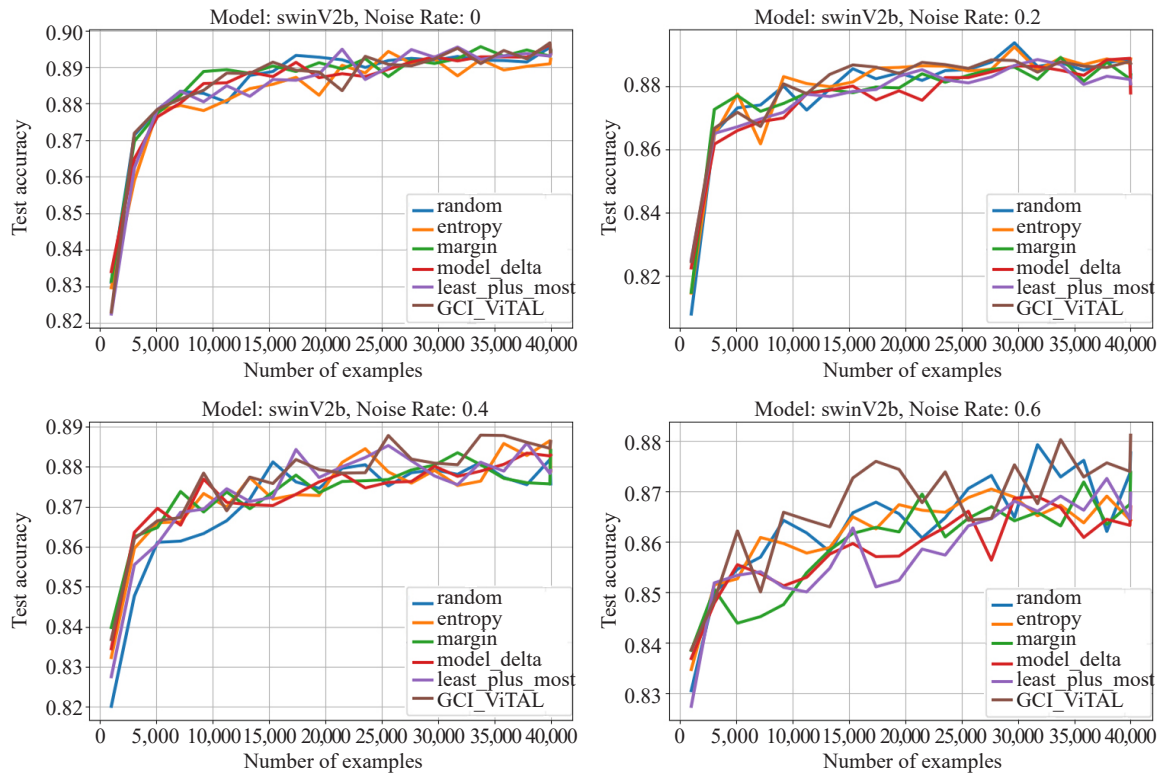 Model: swinV2b, Noise Rate: 0
Test accuracy
0.90
0.89
0.88
0.87
0.86
0.85
0.84
0.83
0.82
random
entropy
margin
model_delta
least_plus_most
GCI_ViTAL
0 5,000 10,000 15,000 20,000 25,000 30,000 35,000 40,000
Number of examples
Model: swinV2b, Noise Rate: 0.2
Test accuracy
0.88
0.86
0.84
0.82
random
entropy
margin
model_delta
least_plus_most
GCI_ViTAL
0 5,000 10,000 15,000 20,000 25,000 30,000 35,000 40,000
Number of examples
Model: swinV2b, Noise Rate: 0.4
Test accuracy
0.89
0.88
0.87
0.86
0.85
0.84
0.83
0.82
random
entropy
margin
model_delta
least_plus_most
GCI_ViTAL
0 5,000 10,000 15,000 20,000 25,000 30,000 35,000 40,000
Number of examples
Model: swinV2b, Noise Rate: 0.6
Test accuracy
0.88
0.87
0.86
0.85
0.84
0.83
random
entropy
margin
model_delta
least_plus_most
GCI_ViTAL
0 5,000 10,000 15,000 20,000 25,000 30,000 35,000 40,000
Number of examples